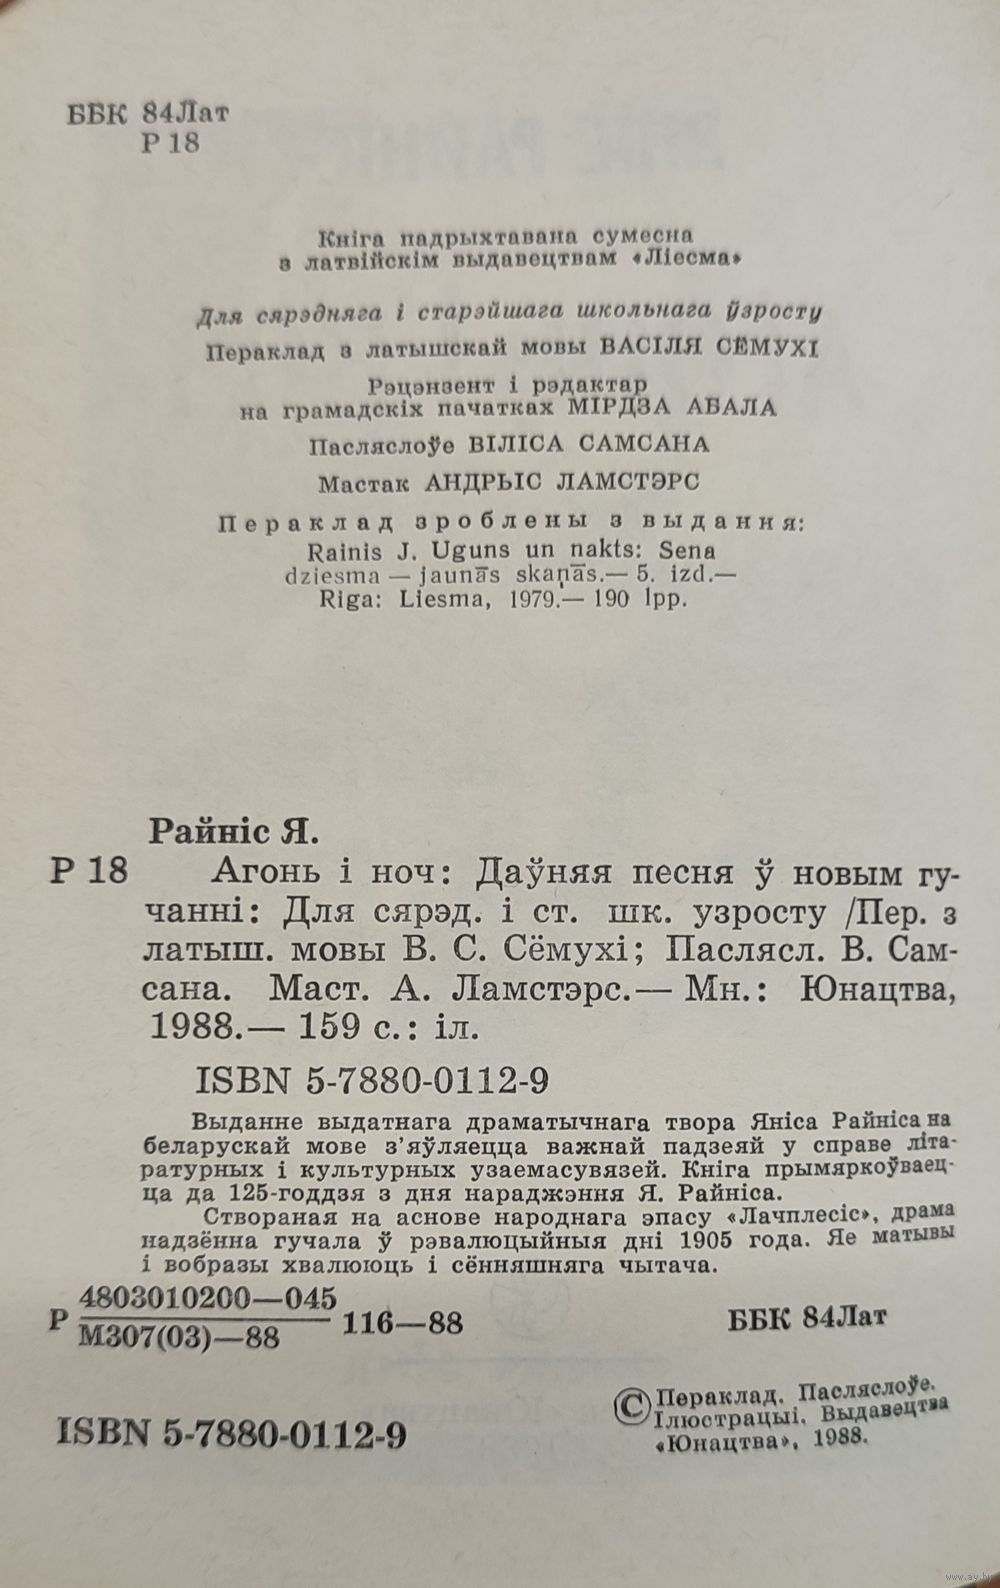 ББК 84Лат
Р 18
Кніга падрыхтавана сумесна
з латвійскім выдавецтвам «Ліесма»
Для сярэдняга і старэйшага школьнага ўзросту
Пераклад з латышскай мовы ВАСІЛЯ СЁМУХІ
Рэцэнзент і рэдактар
на грамадскіх пачатках МІРДЗА АБАЛА
Пасляслоўе ВІЛІСА САМСАНА
Мастак АНДРЫС ЛАМСТЭРС
Пераклад зроблены з выдання:
Rainis J. Uguns un nakts: Sena
dziesma — jaunās skaņās.— 5. izd.—
Riga: Liesma, 1979.— 190 lpp.
Райніс Я.
Р 18 Агонь і ноч: Даўняя песня ў новым гу-
чанні: Для сярэд. і ст. шк. узросту /Пер. з
латыш. мовы В. С. Сёмухі; Паслясл. В. Сам-
сана. Маст. А. Ламстэрс.— Мн.: Юнацтва,
1988.— 159 с.: іл.
ISBN 5-7880-0112-9
Выданне выдатнага драматычнага твора Яніса Райніса на
беларускай мове з’яўляецца важнай падзеяй у справе літа-
ратурных і культурных узаемасувязей. Кніга прымяркоўваец-
ца да 125-годдзя з дня нараджэння Я. Райніса.
Створаная на аснове народнага эпасу «Лачплесіс», драма
надзённа гучала ў рэвалюцыйныя дні 1905 года. Яе матывы
і вобразы хвалююць і сённяшняга чытача.
Р 4803010200—045
М307(03)—88 116—88 ББК 84Лат
ISBN 5-7880-0112-9
© Пераклад. Пасляслоўе.
Ілюстрацыі. Выдавецтва
«Юнацтва», 1988.
www.ay.by